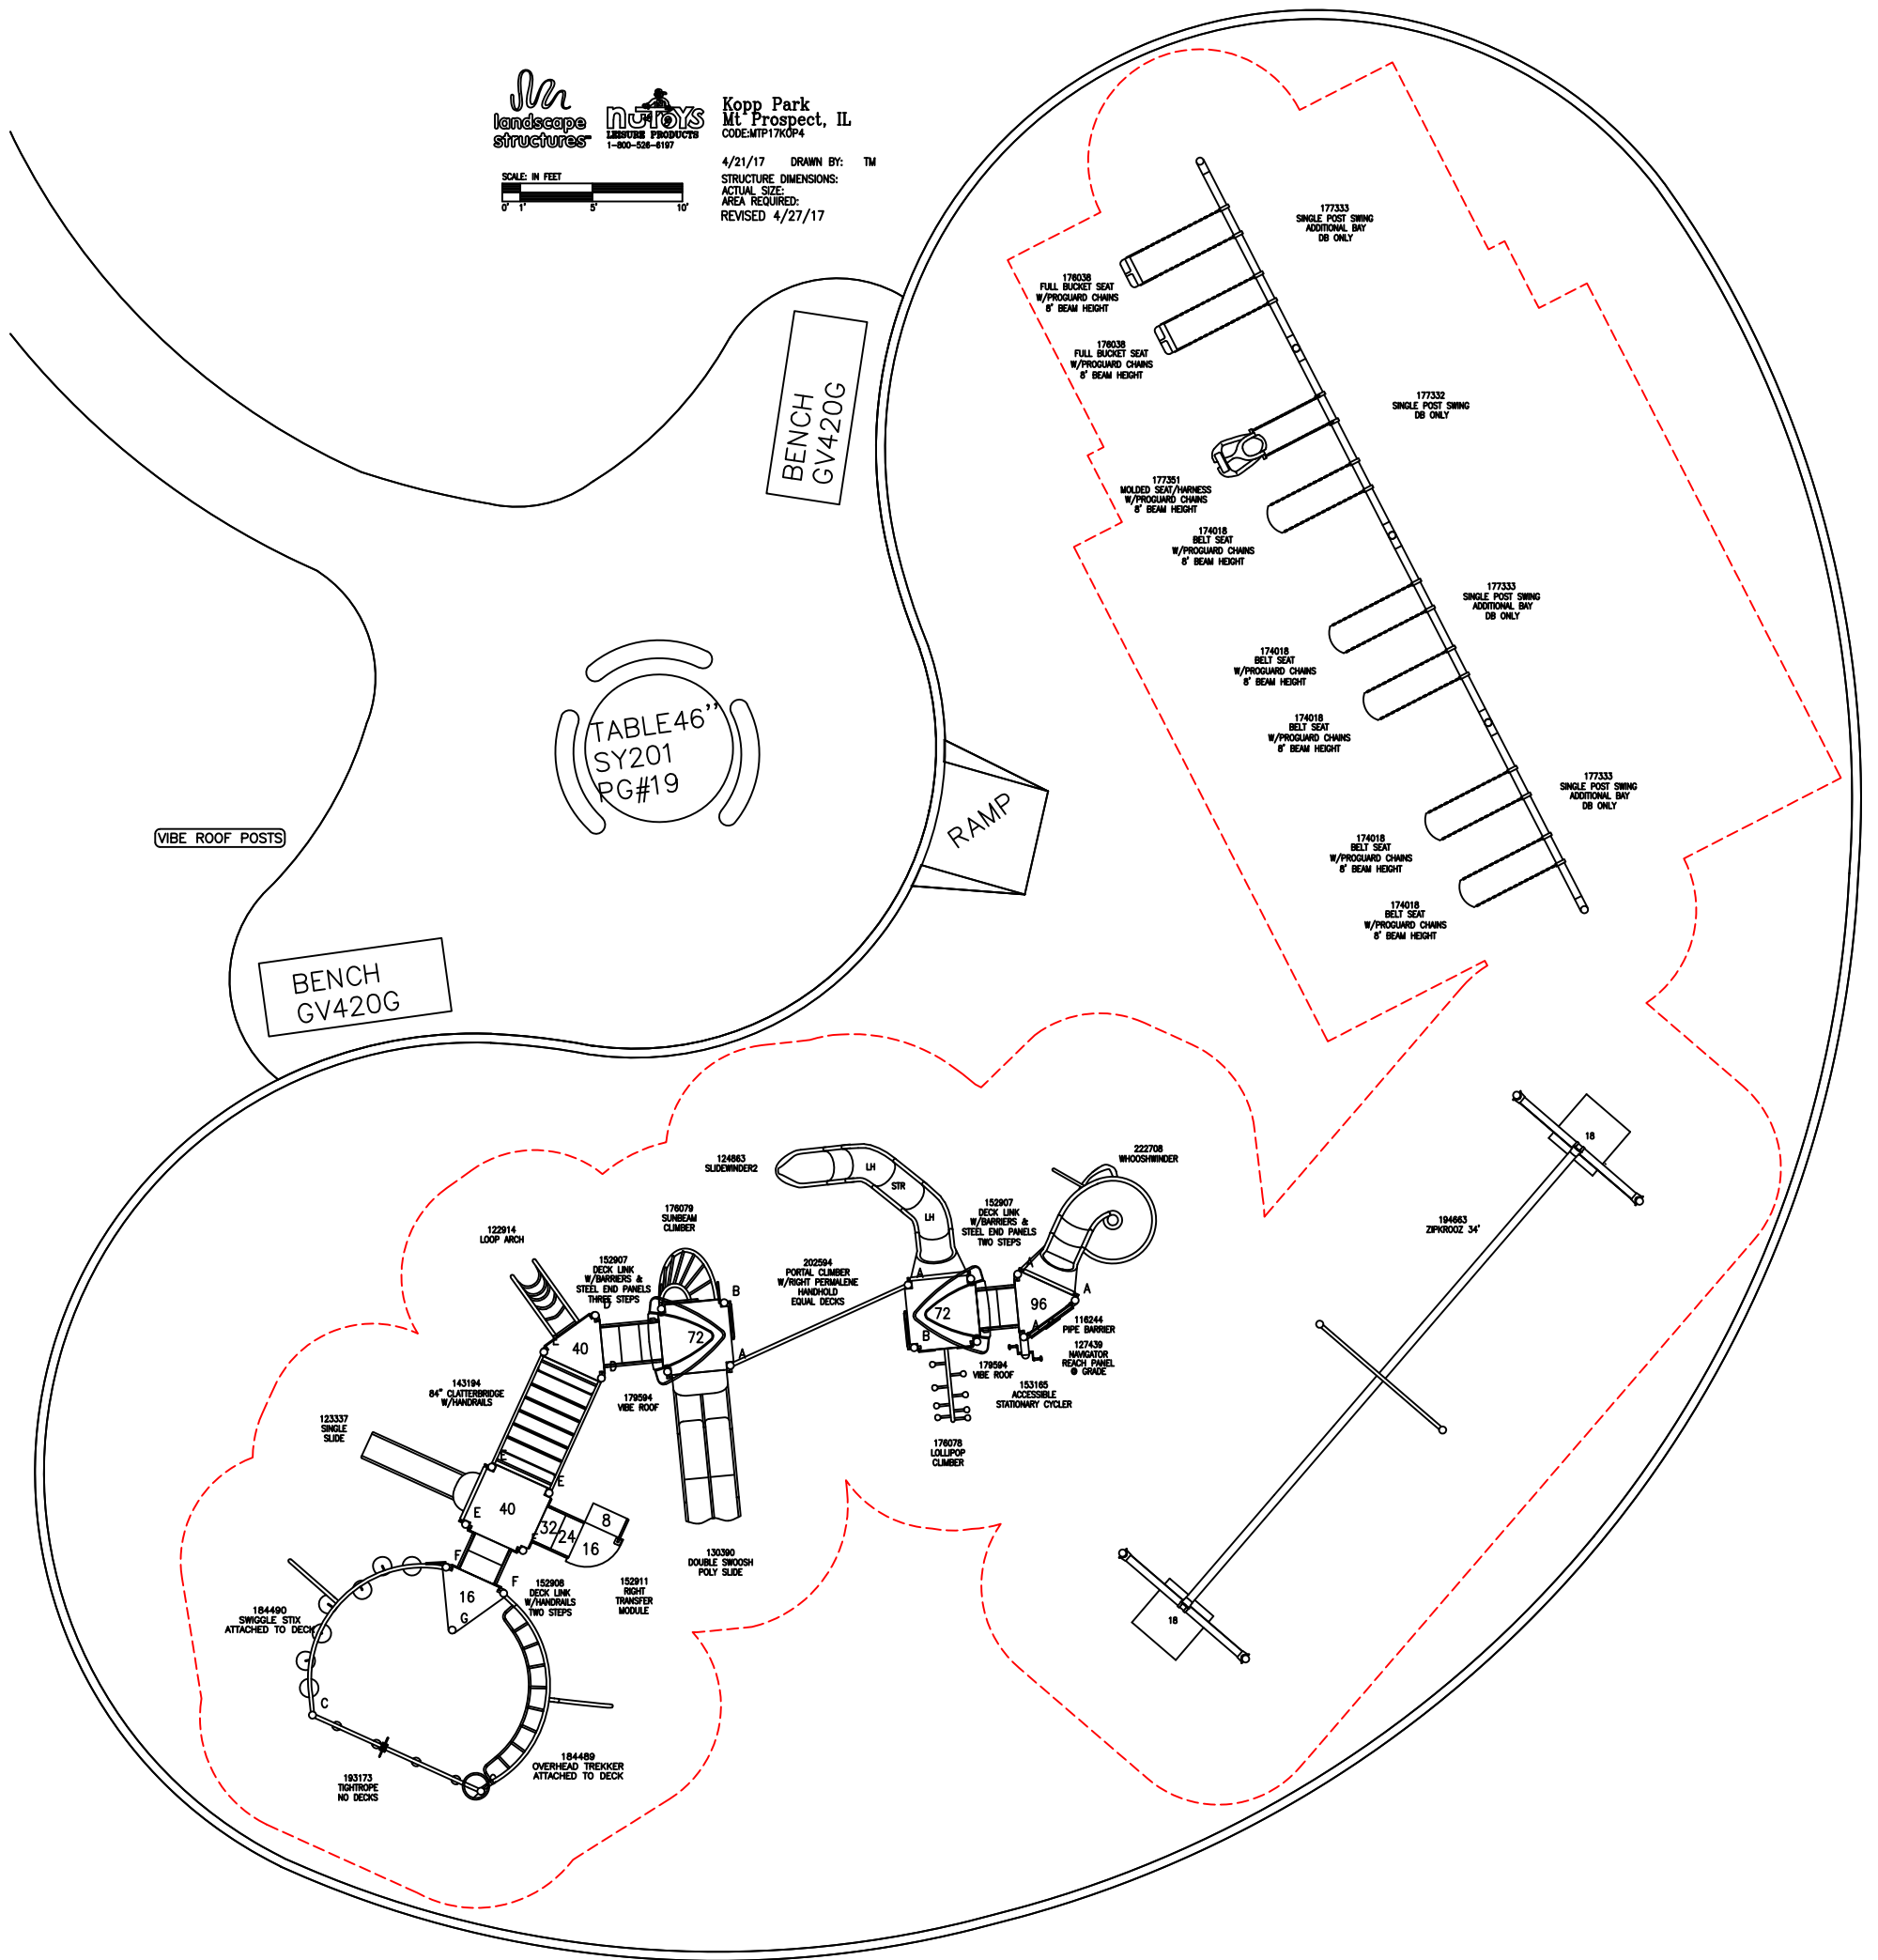 landscape
structures
nuToys
LEISURE PRODUCTS
1-800-526-6197
Kopp Park
Mt Prospect, IL
CODE:MTP17KOP4
4/21/17 DRAWN BY: TM
STRUCTURE DIMENSIONS:
ACTUAL SIZE:
AREA REQUIRED:
REVISED 4/27/17
SCALE: IN FEET
0' 1' 5' 10'
177333
SINGLE POST SWING
ADDITIONAL BAY
DB ONLY
176038
FULL BUCKET SEAT
W/PROGUARD CHAINS
8' BEAM HEIGHT
176038
FULL BUCKET SEAT
W/PROGUARD CHAINS
8' BEAM HEIGHT
177332
SINGLE POST SWING
DB ONLY
177351
MOLDED SEAT/HARNESS
W/PROGUARD CHAINS
8' BEAM HEIGHT
174018
BELT SEAT
W/PROGUARD CHAINS
8' BEAM HEIGHT
177333
SINGLE POST SWING
ADDITIONAL BAY
DB ONLY
174018
BELT SEAT
W/PROGUARD CHAINS
8' BEAM HEIGHT
174018
BELT SEAT
W/PROGUARD CHAINS
8' BEAM HEIGHT
177333
SINGLE POST SWING
ADDITIONAL BAY
DB ONLY
174018
BELT SEAT
W/PROGUARD CHAINS
8' BEAM HEIGHT
174018
BELT SEAT
W/PROGUARD CHAINS
8' BEAM HEIGHT
BENCH
GV420G
TABLE46"
SY201
PG#19
RAMP
VIBE ROOF POSTS
BENCH
GV420G
124863
SLIDEWINDER2
LH
STR
LH
222708
WHOOSHWINDER
18
194663
ZIPKROOZ 34'
18
122914
LOOP ARCH
152907
DECK LINK
W/BARRIERS &
STEEL END PANELS
THREE STEPS
176079
SUNBEAM
CLIMBER
202594
PORTAL CLIMBER
W/RIGHT PERMALENE
HANDHOLD
EQUAL DECKS
152907
DECK LINK
W/BARRIERS &
STEEL END PANELS
TWO STEPS
A
A
A
A
B
72
96
116244
PIPE BARRIER
127439
NAVIGATOR
REACH PANEL
@ GRADE
179594
VIBE ROOF
153165
ACCESSIBLE
STATIONARY CYCLER
176078
LOLLIPOP
CLIMBER
D
D
B
A
72
E
40
179594
VIBE ROOF
143194
84" CLATTERBRIDGE
W/HANDRAILS
123337
SINGLE
SLIDE
E
E
E
E
40
32
24
16
8
130390
DOUBLE SWOOSH
POLY SLIDE
152908
DECK LINK
W/HANDRAILS
TWO STEPS
152911
RIGHT
TRANSFER
MODULE
F
F
16
G
184490
SWIGGLE STIX
ATTACHED TO DECK
C
C
193173
TIGHTROPE
NO DECKS
184489
OVERHEAD TREKKER
ATTACHED TO DECK